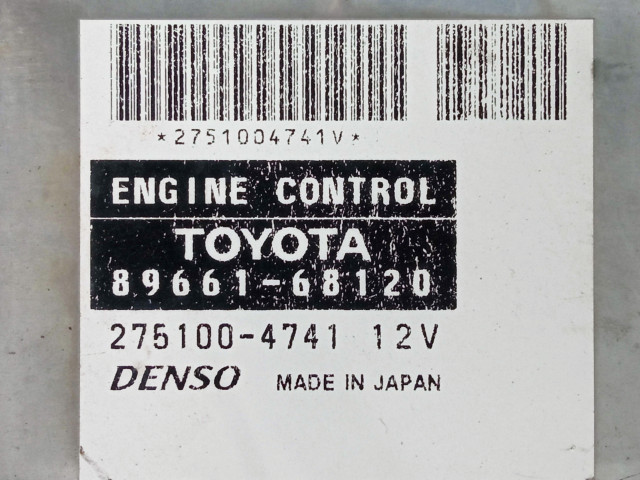 *2751004741V*
ENGINE CONTROL
TOYOTA
89661-68120
275100-4741 12V
DENSO MADE IN JAPAN